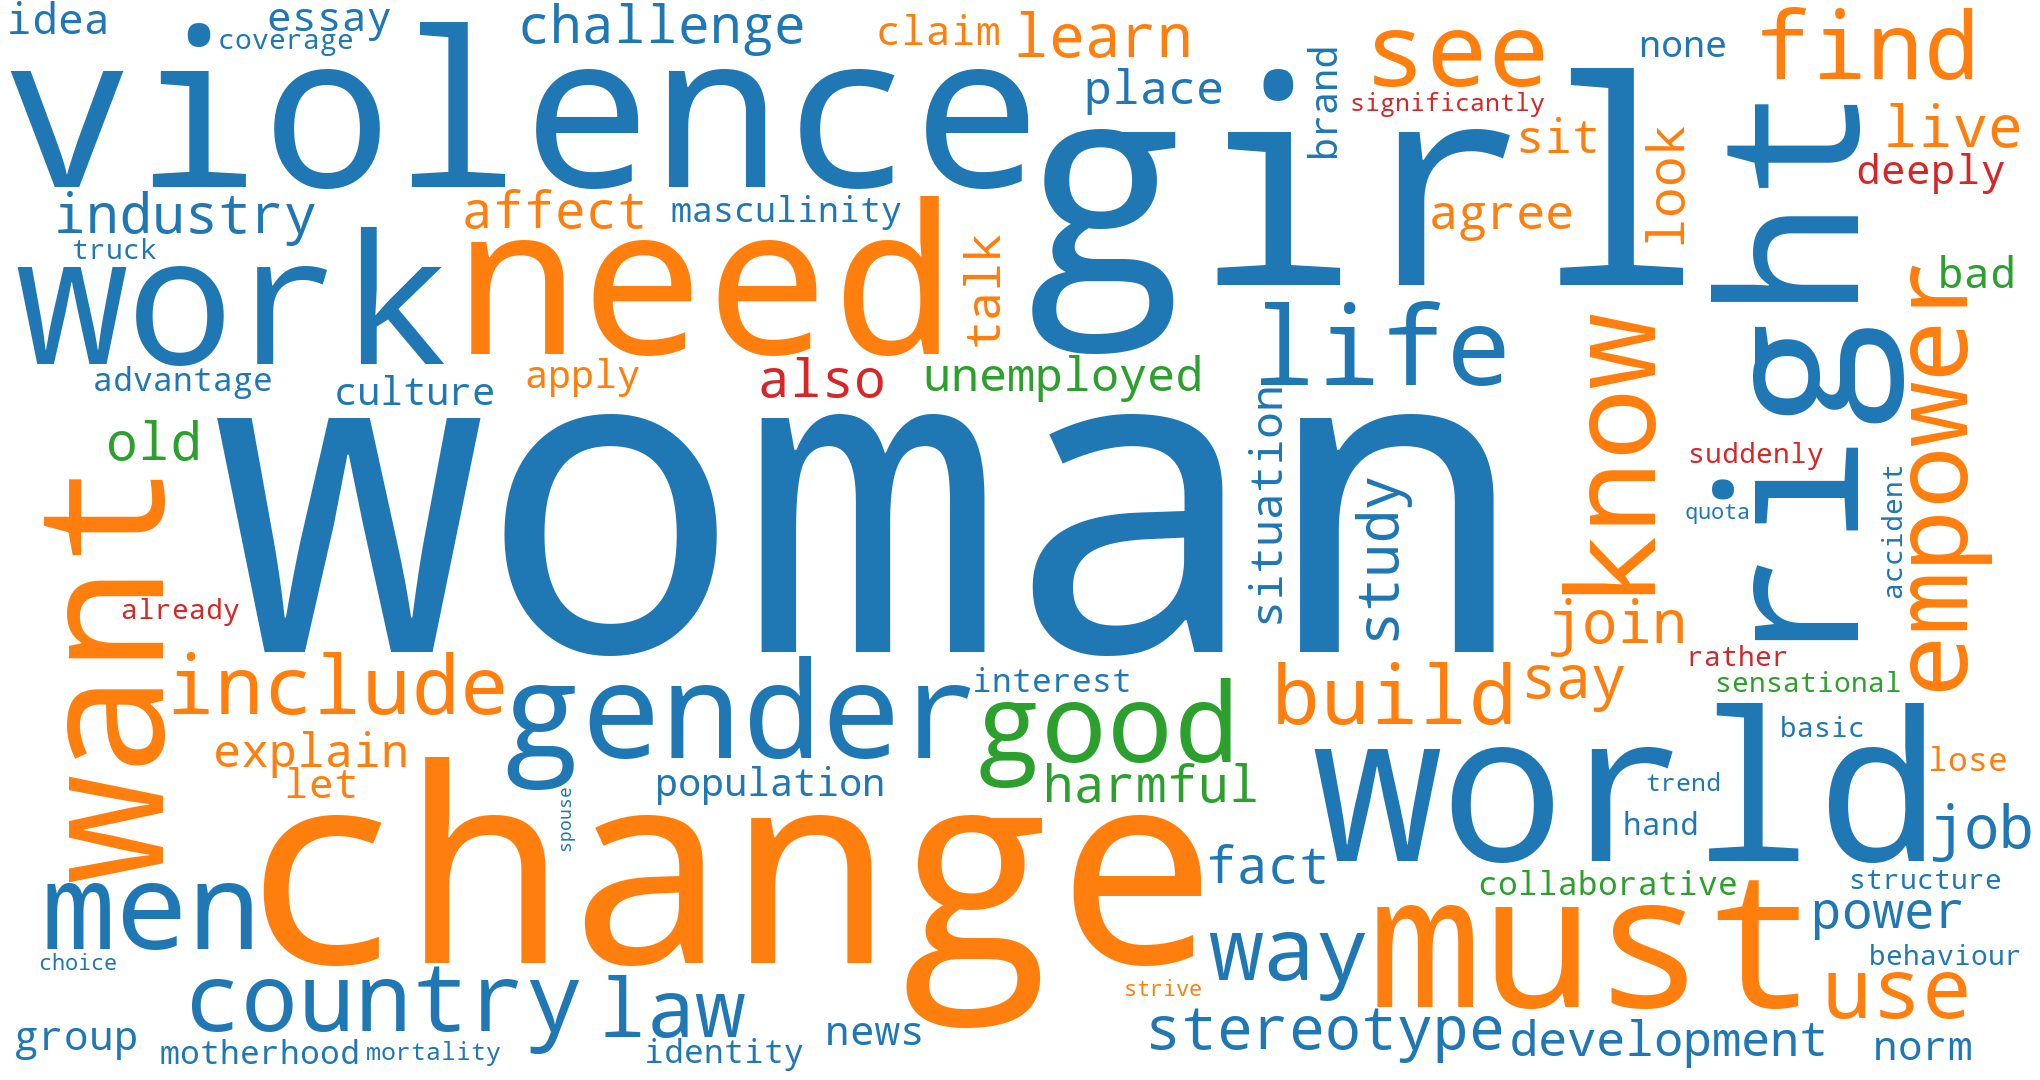 idea
essay
coverage
challenge
claim
learn
see
none
find
violence
place
brand
significantly
sit
live
girl
look
right
deeply
industry
affect
masculinity
agree
truck
work
need
talk
bad
empower
life
know
advantage
culture
apply
also
unemployed
old
woman
situation
study
suddenly
quota
accident
want
already
join
include
gender
interest
good
build
say
rather
sensational
explain
let
population
harmful
world
basic
trend
hand
lose
job
change
spouse
men
fact
collaborative
structure
must
power
way
behaviour
use
choice
country
law
strive
news
stereotype
development
norm
group
motherhood
mortality
identity